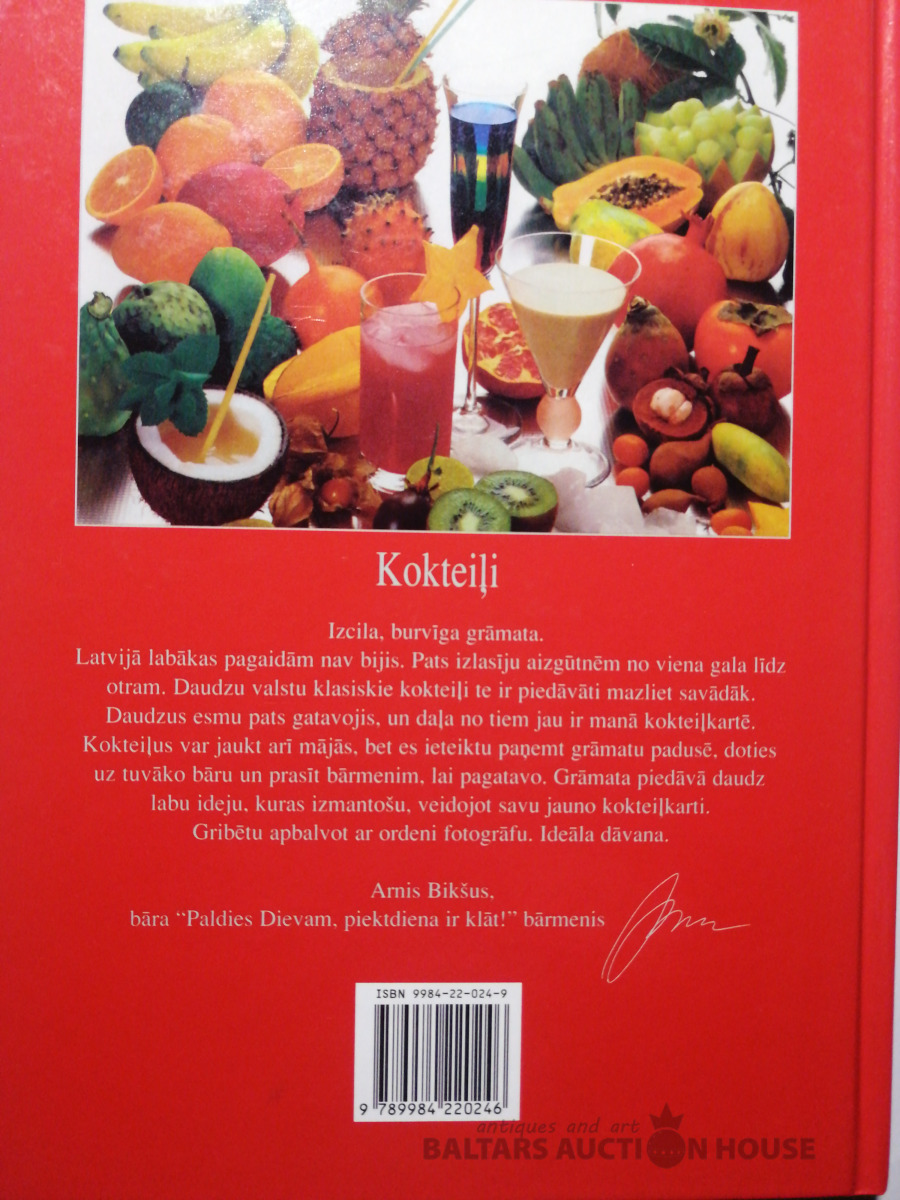 Kokteiļi
Izcila, burvīga grāmata.
Latvijā labākas pagaidām nav bijis. Pats izlasīju aizgūtnēm no viena gala līdz
otram. Daudzu valstu klasiskie kokteiļi te ir piedāvāti mazliet savādāk.
Daudzus esmu pats gatavojis, un daļa no tiem jau ir manā kokteiļkartē.
Kokteiļus var jaukt arī mājās, bet es ieteiktu paņemt grāmatu padusē, doties
uz tuvāko bāru un prasīt bārmenim, lai pagatavo. Grāmata piedāvā daudz
labu ideju, kuras izmantošu, veidojot savu jauno kokteiļkarti.
Gribētu apbalvot ar ordeni fotogrāfu. Ideāla dāvana.
Arnis Bikšus,
bāra “Paldies Dievam, piektdiena ir klāt!” bārmenis
ISBN 9984-22-024-9
9 789984 220246
antiques and art
BALTARS AUCTION HOUSE